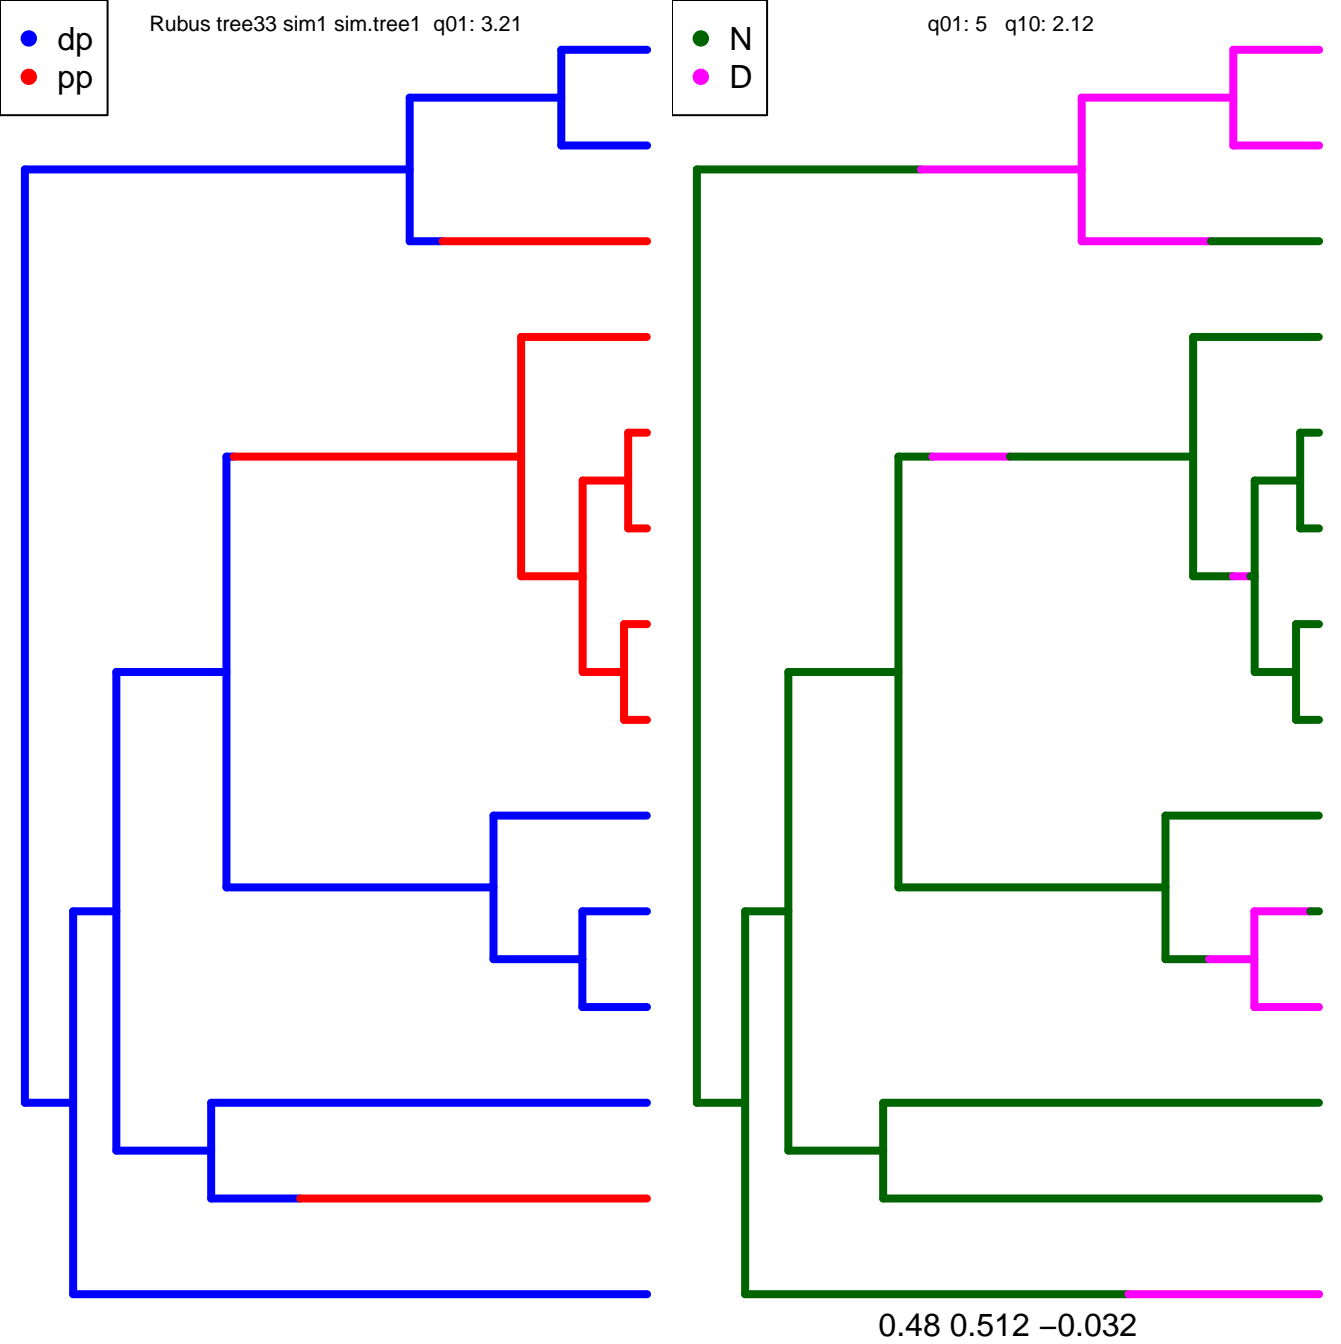 dp
pp
Rubus tree33 sim1 sim.tree1 q01: 3.21
N
D
q01: 5 q10: 2.12
0.48 0.512 −0.032